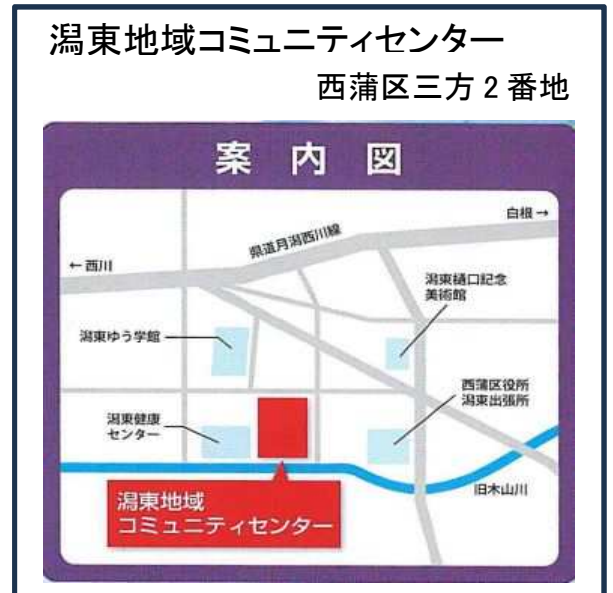 潟東地域コミュニティセンター
西蒲区三方2番地
案内図
白根→
県道月潟西川線
←西川
潟東樋口記念
美術館
潟東ゆう学館
西蒲区役所
潟東出張所
潟東健康
センター
旧木山川
潟東地域
コミュニティセンター